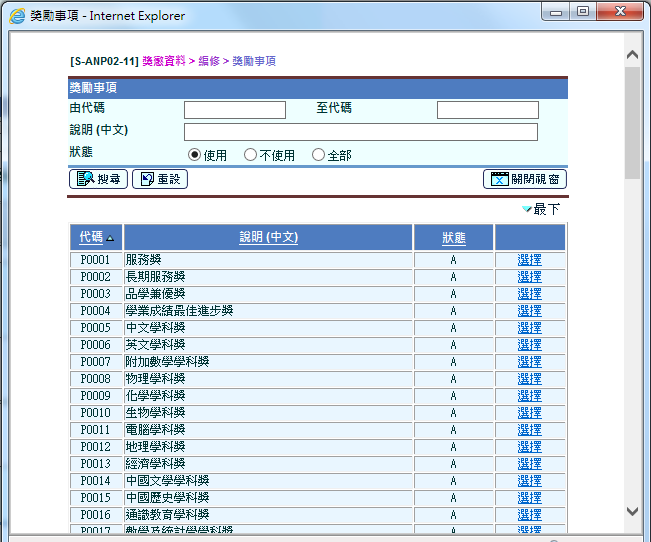 獎勵事項 - Internet Explorer
[S-ANP02-11] 獎懲資料 > 編修 > 獎勵事項
獎勵事項
由代碼 至代碼
說明 (中文)
狀態 使用 不使用 全部
搜尋 重設 關閉視窗
最下
代碼 說明 (中文) 狀態
P0001 服務獎 A 選擇
P0002 長期服務獎 A 選擇
P0003 品學兼優獎 A 選擇
P0004 學業成績最佳進步獎 A 選擇
P0005 中文學科獎 A 選擇
P0006 英文學科獎 A 選擇
P0007 附加數學學科獎 A 選擇
P0008 物理學科獎 A 選擇
P0009 化學學科獎 A 選擇
P0010 生物學科獎 A 選擇
P0011 電腦學科獎 A 選擇
P0012 地理學科獎 A 選擇
P0013 經濟學科獎 A 選擇
P0014 中國文學學科獎 A 選擇
P0015 中國歷史學科獎 A 選擇
P0016 通識教育學科獎 A 選擇
P0017 數學及統計學學科獎 A 選擇